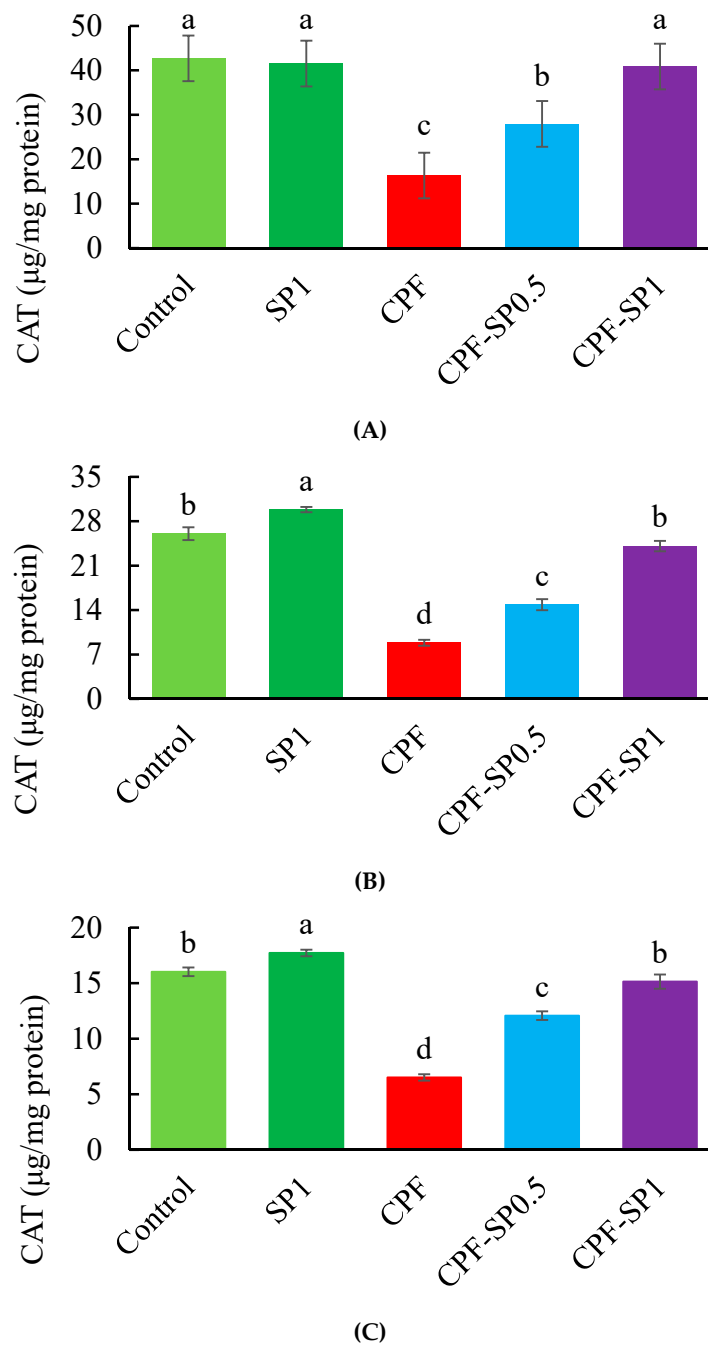 CAT (µg/mg protein)
50
40
30
20
10
0
a
a
c
b
a
Control
SP1
CPF
CPF-SP0.5
CPF-SP1
(A)
CAT (µg/mg protein)
35
28
21
14
7
0
b
a
d
c
b
Control
SP1
CPF
CPF-SP0.5
CPF-SP1
(B)
CAT (µg/mg protein)
20
15
10
5
0
b
a
d
c
b
Control
SP1
CPF
CPF-SP0.5
CPF-SP1
(C)